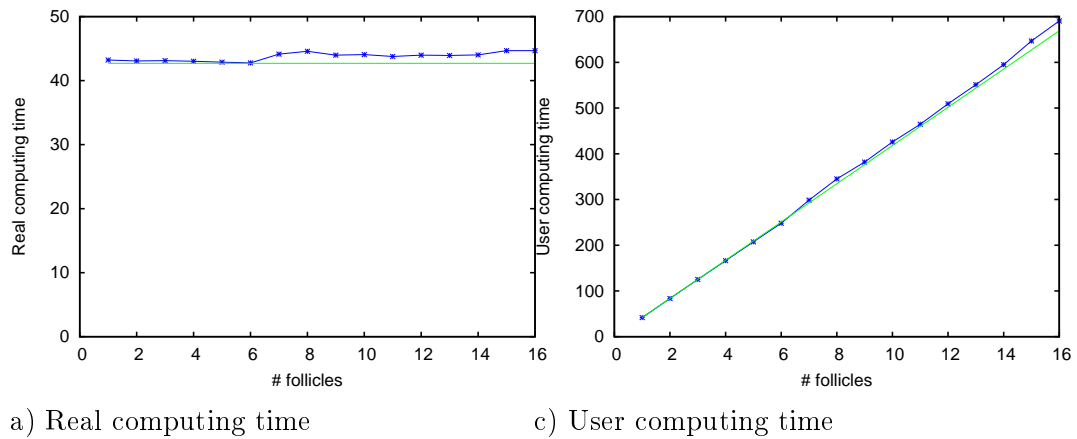 50
40
30
20
10
0
Real computing time
0 2 4 6 8 10 12 14 16
# follicles
a) Real computing time
700
600
500
400
300
200
100
0
User computing time
0 2 4 6 8 10 12 14 16
# follicles
c) User computing time